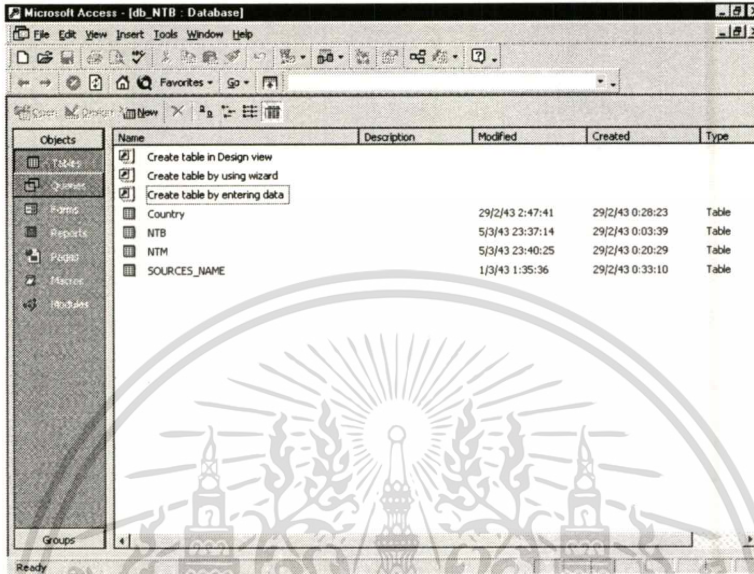 Microsoft Access - [db_NTB : Database]
File Edit View Insert Tools Window Help
Favorites Go
Open Design New
Objects
Name Description Modified Created Type
Tables
Create table in Design view
Queries
Create table by using wizard
Forms
Create table by entering data
Country 29/2/43 2:47:41 29/2/43 0:28:23 Table
Reports
NTB 5/3/43 23:37:14 29/2/43 0:03:39 Table
Pages
NTM 5/3/43 23:40:25 29/2/43 0:20:29 Table
Macros
SOURCES_NAME 1/3/43 1:35:36 29/2/43 0:33:10 Table
Modules
Groups
Ready